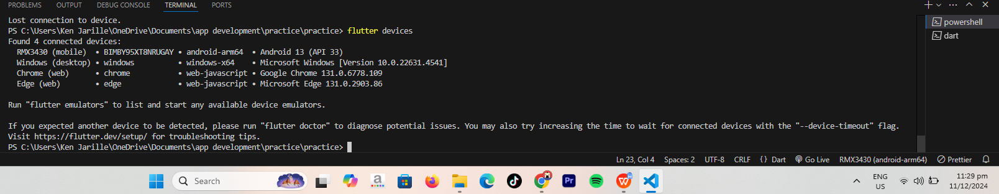 PROBLEMS OUTPUT DEBUG CONSOLE TERMINAL PORTS
Lost connection to device.
PS C:\Users\Ken Jarille\OneDrive\Documents\app development\practice\practice> flutter devices
Found 4 connected devices:
RMX3430 (mobile) • BIMBY95XT8NRUGAY • android-arm64 • Android 13 (API 33)
Windows (desktop) • windows • windows-x64 • Microsoft Windows [Version 10.0.22631.4541]
Chrome (web) • chrome • web-javascript • Google Chrome 131.0.6778.109
Edge (web) • edge • web-javascript • Microsoft Edge 131.0.2903.86
Run "flutter emulators" to list and start any available device emulators.
If you expected another device to be detected, please run "flutter doctor" to diagnose potential issues. You may also try increasing the time to wait for connected devices with the "--device-timeout" flag.
Visit https://flutter.dev/setup/ for troubleshooting tips.
PS C:\Users\Ken Jarille\OneDrive\Documents\app development\practice\practice>
powershell
dart
Ln 23, Col 4 Spaces: 2 UTF-8 CRLF {} Dart Go Live RMX3430 (android-arm64) Prettier
Search
Pr
ENG
US
11:29 pm
11/12/2024